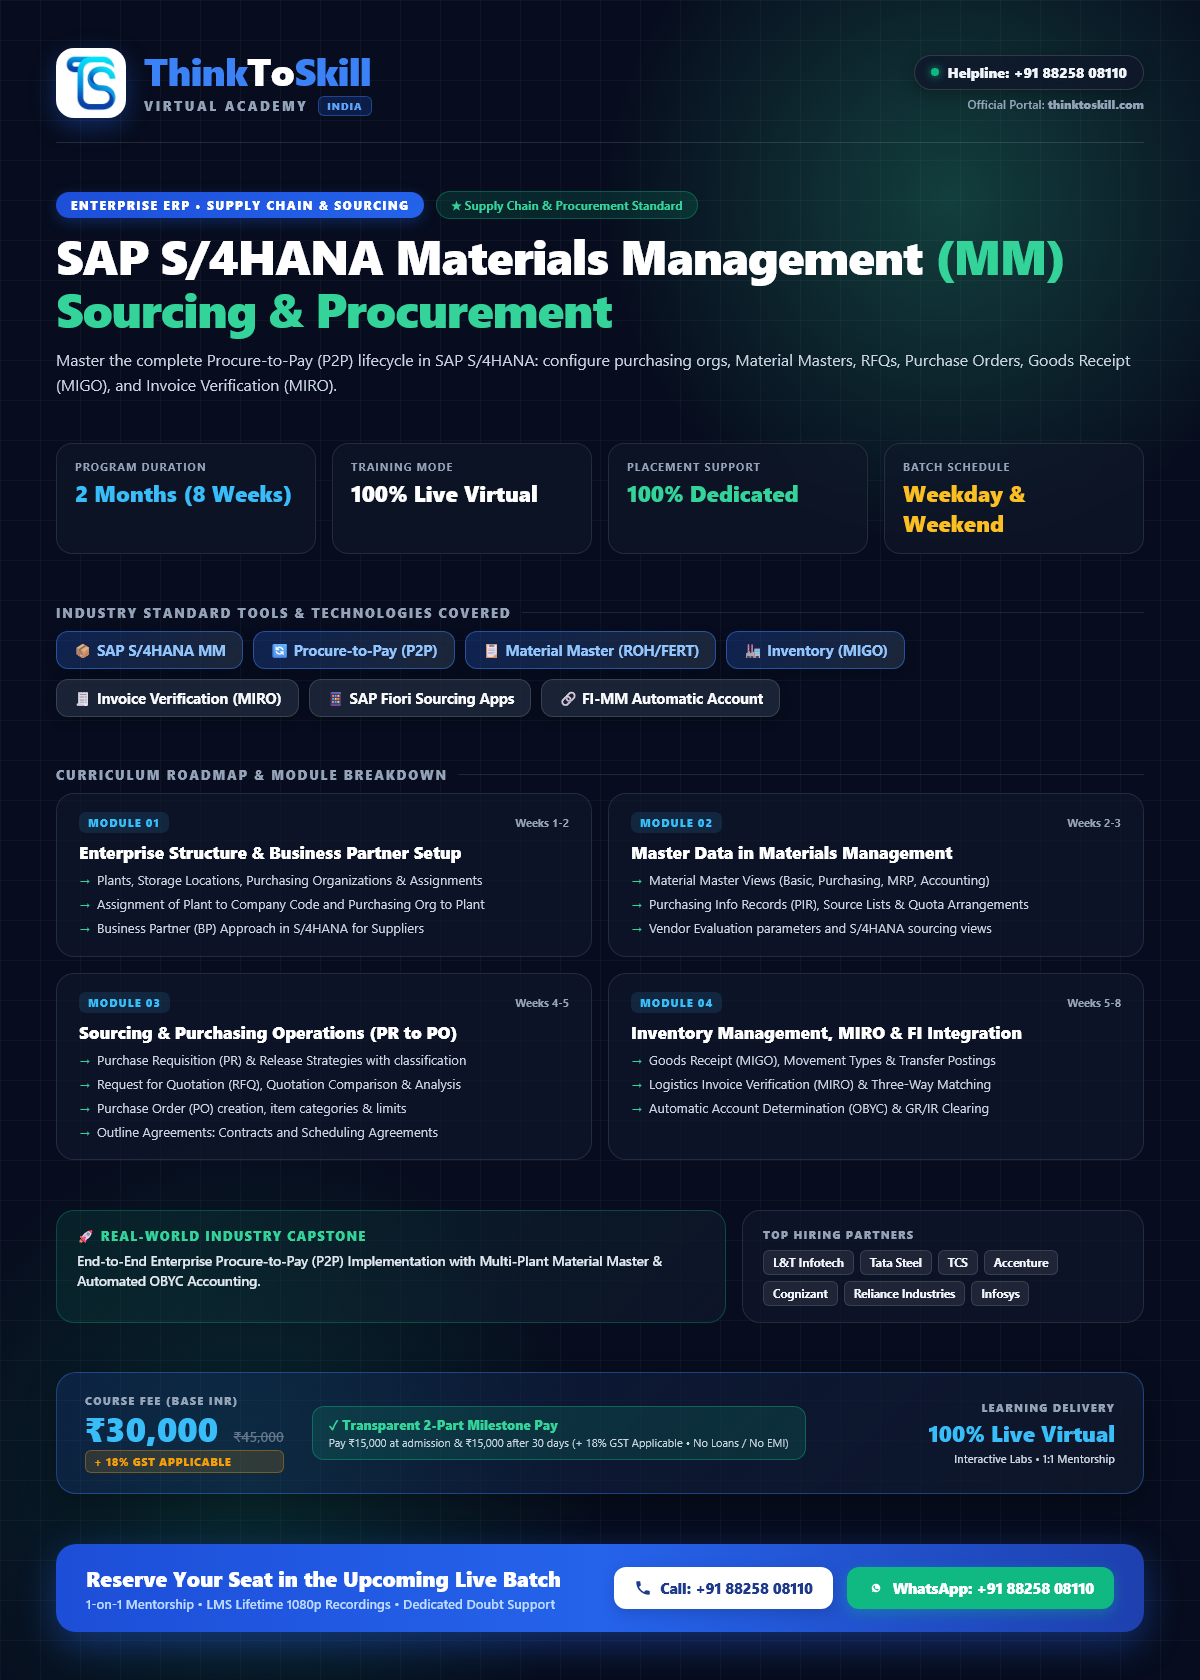 ThinkToSkill
VIRTUAL ACADEMY INDIA
Helpline: +91 88258 08110
Official Portal: thinktoskill.com
ENTERPRISE ERP • SUPPLY CHAIN & SOURCING
★ Supply Chain & Procurement Standard
SAP S/4HANA Materials Management (MM)
Sourcing & Procurement
Master the complete Procure-to-Pay (P2P) lifecycle in SAP S/4HANA: configure purchasing orgs, Material Masters, RFQs, Purchase Orders, Goods Receipt
(MIGO), and Invoice Verification (MIRO).
PROGRAM DURATION
2 Months (8 Weeks)
TRAINING MODE
100% Live Virtual
PLACEMENT SUPPORT
100% Dedicated
BATCH SCHEDULE
Weekday &
Weekend
INDUSTRY STANDARD TOOLS & TECHNOLOGIES COVERED
SAP S/4HANA MM
Procure-to-Pay (P2P)
Material Master (ROH/FERT)
Inventory (MIGO)
Invoice Verification (MIRO)
SAP Fiori Sourcing Apps
FI-MM Automatic Account
CURRICULUM ROADMAP & MODULE BREAKDOWN
MODULE 01
Weeks 1-2
Enterprise Structure & Business Partner Setup
→ Plants, Storage Locations, Purchasing Organizations & Assignments
→ Assignment of Plant to Company Code and Purchasing Org to Plant
→ Business Partner (BP) Approach in S/4HANA for Suppliers
MODULE 02
Weeks 2-3
Master Data in Materials Management
→ Material Master Views (Basic, Purchasing, MRP, Accounting)
→ Purchasing Info Records (PIR), Source Lists & Quota Arrangements
→ Vendor Evaluation parameters and S/4HANA sourcing views
MODULE 03
Weeks 4-5
Sourcing & Purchasing Operations (PR to PO)
→ Purchase Requisition (PR) & Release Strategies with classification
→ Request for Quotation (RFQ), Quotation Comparison & Analysis
→ Purchase Order (PO) creation, item categories & limits
→ Outline Agreements: Contracts and Scheduling Agreements
MODULE 04
Weeks 5-8
Inventory Management, MIRO & FI Integration
→ Goods Receipt (MIGO), Movement Types & Transfer Postings
→ Logistics Invoice Verification (MIRO) & Three-Way Matching
→ Automatic Account Determination (OBYC) & GR/IR Clearing
🚀 REAL-WORLD INDUSTRY CAPSTONE
End-to-End Enterprise Procure-to-Pay (P2P) Implementation with Multi-Plant Material Master &
Automated OBYC Accounting.
TOP HIRING PARTNERS
L&T Infotech
Tata Steel
TCS
Accenture
Cognizant
Reliance Industries
Infosys
COURSE FEE (BASE INR)
₹30,000 ₹45,000
+ 18% GST APPLICABLE
✓ Transparent 2-Part Milestone Pay
Pay ₹15,000 at admission & ₹15,000 after 30 days (+ 18% GST Applicable • No Loans / No EMI)
LEARNING DELIVERY
100% Live Virtual
Interactive Labs • 1:1 Mentorship
Reserve Your Seat in the Upcoming Live Batch
1-on-1 Mentorship • LMS Lifetime 1080p Recordings • Dedicated Doubt Support
Call: +91 88258 08110
WhatsApp: +91 88258 08110